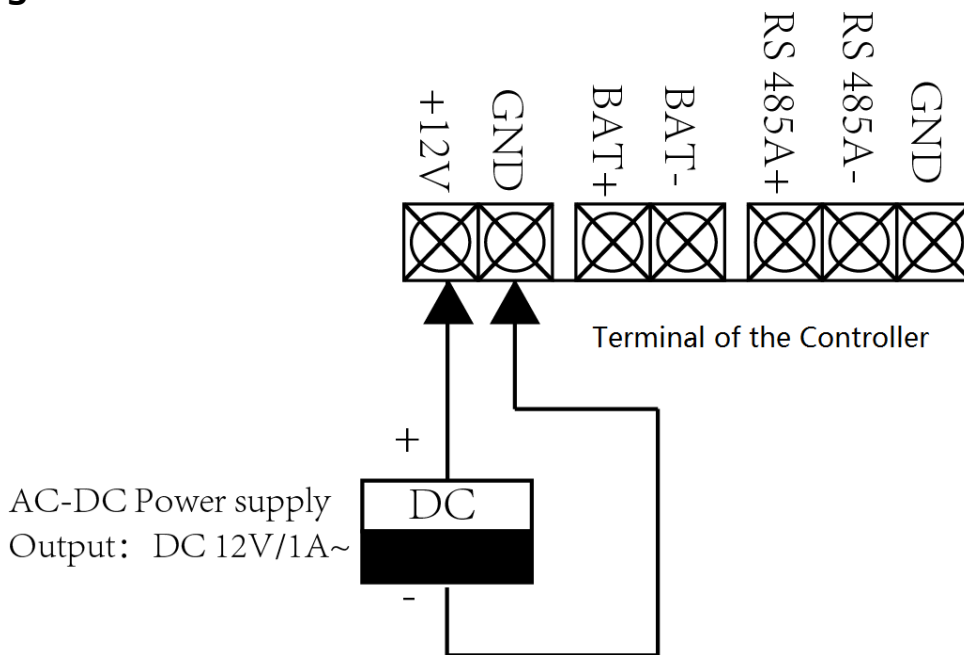 +12V
GND
BAT+
BAT-
RS 485A+
RS 485A-
GND
Terminal of the Controller
+
DC
AC-DC Power supply
Output: DC 12V/1A~
-